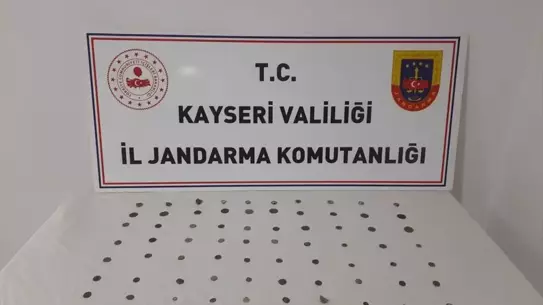 T.C.
KAYSERİ VALİLİĞİ
İL JANDARMA KOMUTANLIĞI